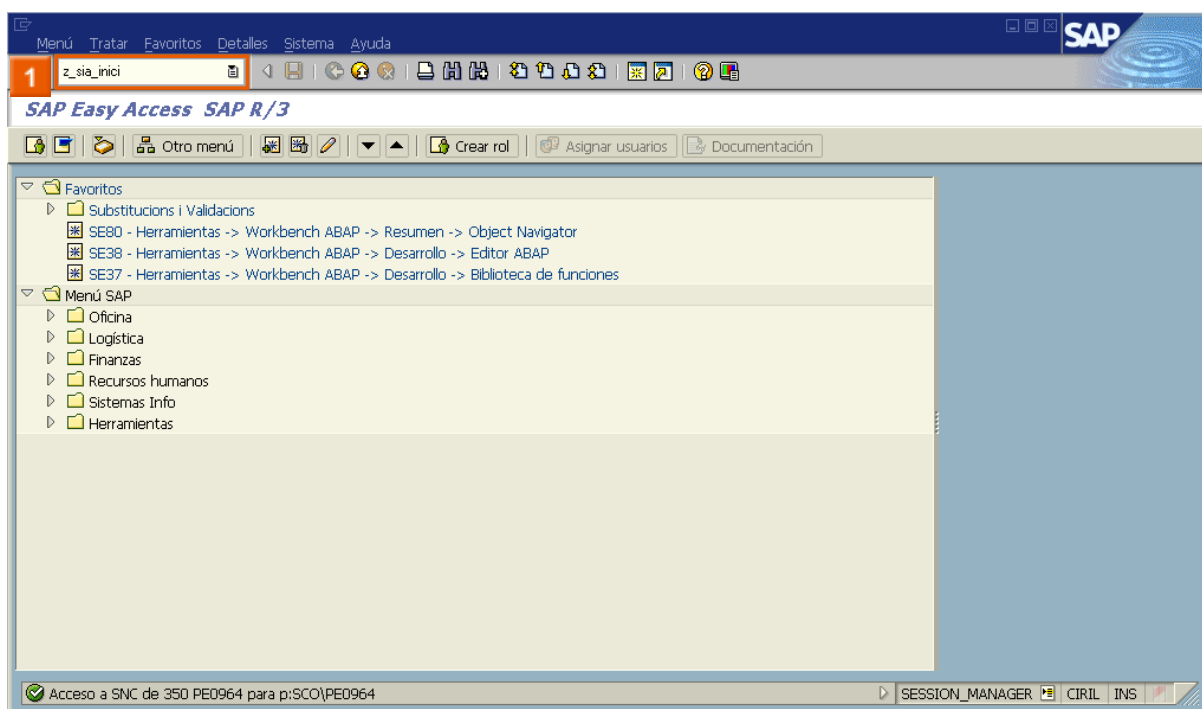 Menú Tratar Favoritos Detalles Sistema Ayuda
SAP
1 z_sia_inici
SAP Easy Access SAP R/3
Otro menú Crear rol Asignar usuarios Documentación
Favoritos
Substitucions i Validacions
SE80 - Herramientas -> Workbench ABAP -> Resumen -> Object Navigator
SE38 - Herramientas -> Workbench ABAP -> Desarrollo -> Editor ABAP
SE37 - Herramientas -> Workbench ABAP -> Desarrollo -> Biblioteca de funciones
Menú SAP
Oficina
Logística
Finanzas
Recursos humanos
Sistemas Info
Herramientas
Acceso a SNC de 350 PE0964 para p:SCO\PE0964 SESSION_MANAGER CIRIL INS